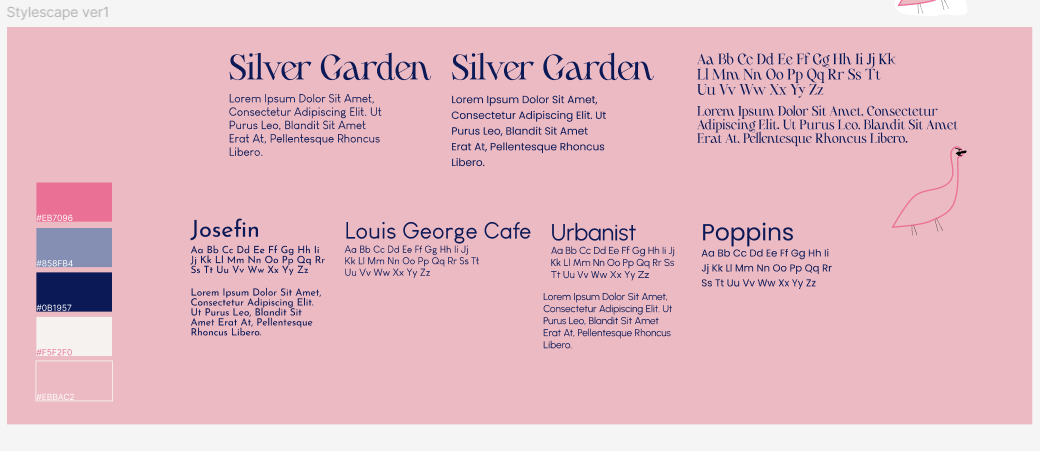 Stylescape ver1
Silver Garden
Lorem Ipsum Dolor Sit Amet,
Consectetur Adipiscing Elit. Ut
Purus Leo, Blandit Sit Amet
Erat At, Pellentesque Rhoncus
Libero.
Silver Garden
Lorem Ipsum Dolor Sit Amet,
Consectetur Adipiscing Elit. Ut
Purus Leo, Blandit Sit Amet
Erat At, Pellentesque Rhoncus
Libero.
Aa Bb Cc Dd Ee Ff Gg Hh Ii Jj Kk
Ll Mm Nn Oo Pp Qq Rr Ss Tt
Uu Vv Ww Xx Yy Zz
Lorem Ipsum Dolor Sit Amet, Consectetur
Adipiscing Elit. Ut Purus Leo, Blandit Sit Amet
Erat At, Pellentesque Rhoncus Libero.
#EB7096
#858FB4
#0B1957
#F5F2F0
#EBBAC2
Josefin
Aa Bb Cc Dd Ee Ff Gg Hh Ii
Jj Kk Ll Mm Nn Oo Pp Qq Rr
Ss Tt Uu Vv Ww Xx Yy Zz
Lorem Ipsum Dolor Sit Amet,
Consectetur Adipiscing Elit.
Ut Purus Leo, Blandit Sit
Amet Erat At, Pellentesque
Rhoncus Libero.
Louis George Cafe
Aa Bb Cc Dd Ee Ff Gg Hh Ii Jj
Kk Ll Mm Nn Oo Pp Qq Rr Ss Tt
Uu Vv Ww Xx Yy Zz
Urbanist
Aa Bb Cc Dd Ee Ff Gg Hh Ii Jj
Kk Ll Mm Nn Oo Pp Qq Rr Ss
Tt Uu Vv Ww Xx Yy Zz
Lorem Ipsum Dolor Sit Amet,
Consectetur Adipiscing Elit. Ut
Purus Leo, Blandit Sit Amet
Erat At, Pellentesque Rhoncus
Libero.
Poppins
Aa Bb Cc Dd Ee Ff Gg Hh Ii
Jj Kk Ll Mm Nn Oo Pp Qq Rr
Ss Tt Uu Vv Ww Xx Yy Zz